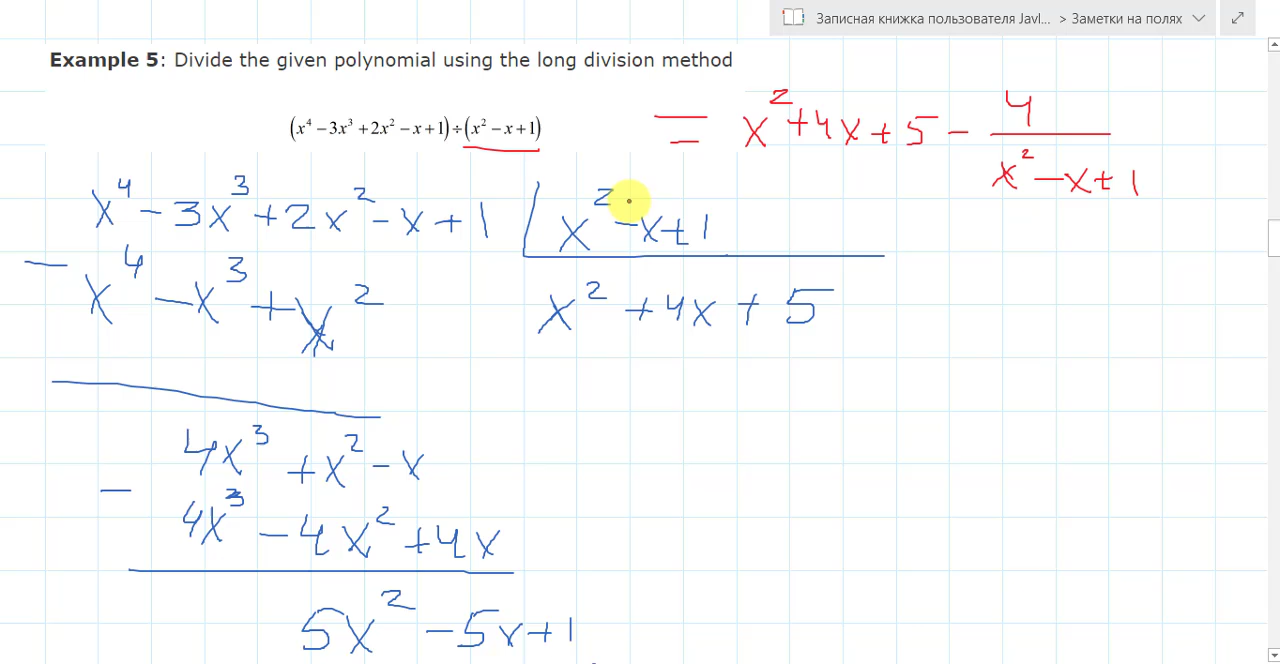 Записная книжка пользователя Javl... > Заметки на полях
Example 5: Divide the given polynomial using the long division method
(x⁴ − 3x³ + 2x² − x + 1) ÷ (x² − x + 1) = x² + 4x + 5 − 4/(x² − x + 1)
x⁴ − 3x³ + 2x² − x + 1 | x² − x + 1
− x⁴ − x³ + x²
x² + 4x + 5
4x³ + x² − x
− 4x³ − 4x² + 4x
5x² − 5x + 1